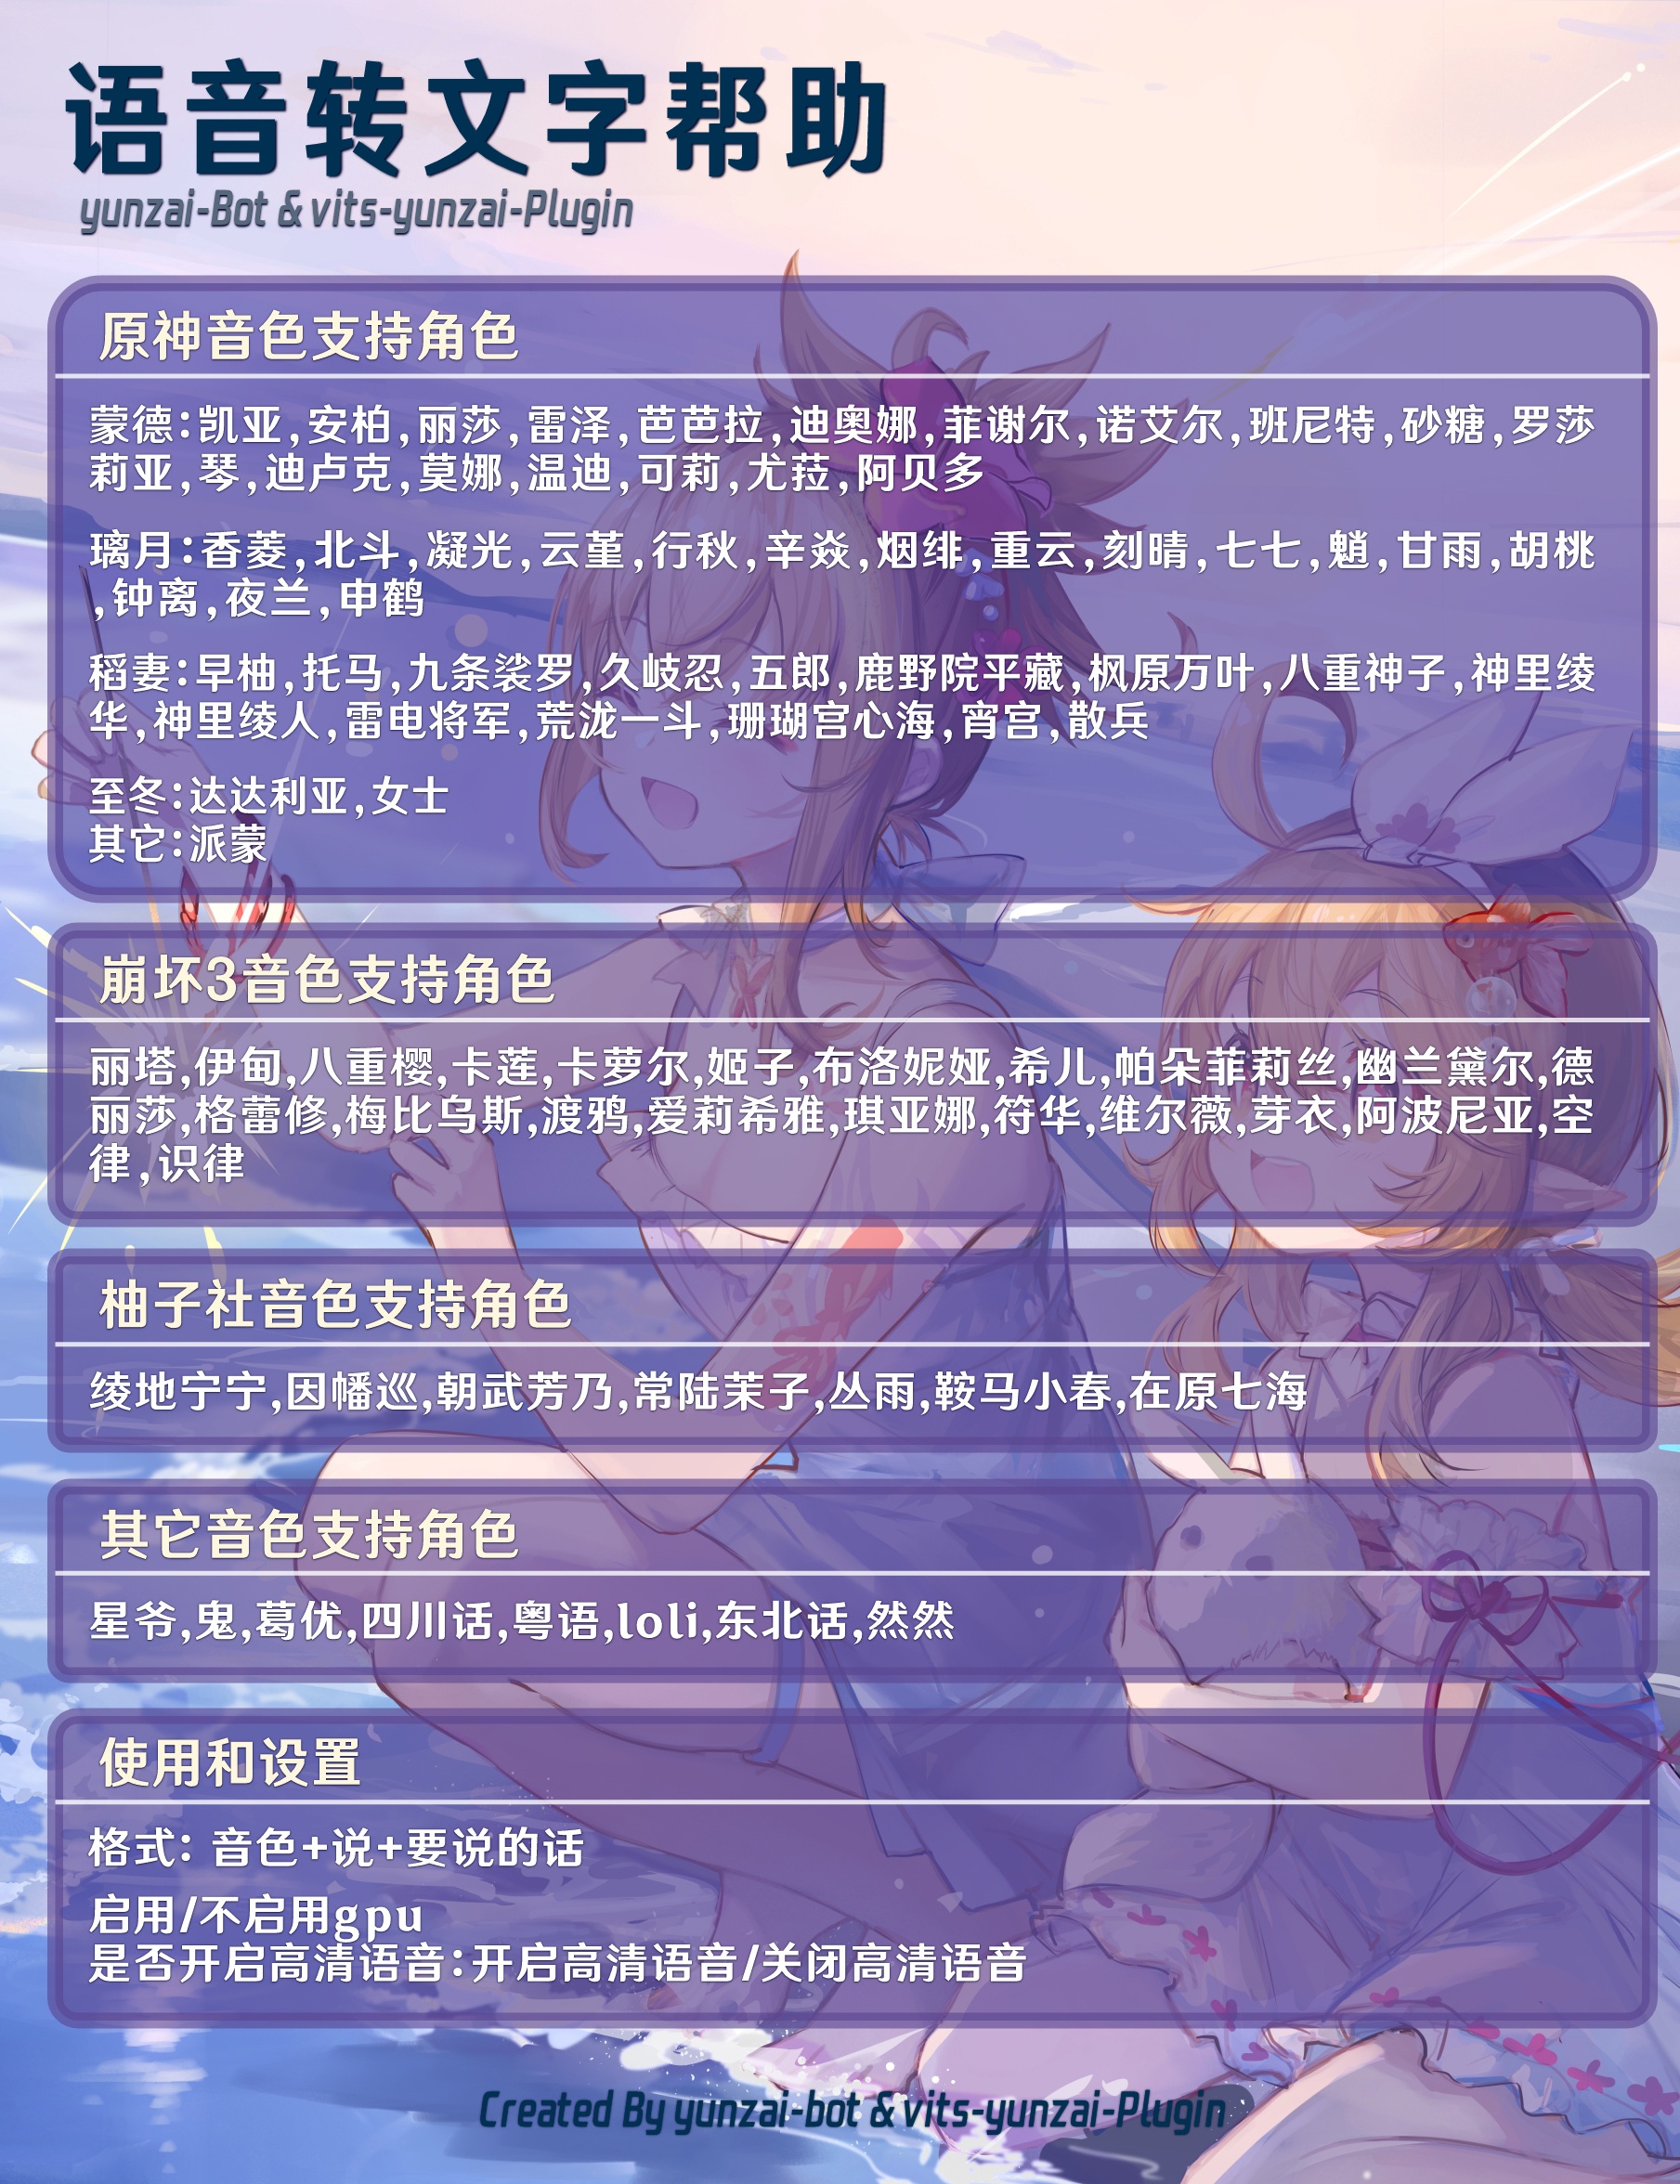 语音转文字帮助
yunzai-Bot & vits-yunzai-Plugin
原神音色支持角色
蒙德:凯亚,安柏,丽莎,雷泽,芭芭拉,迪奥娜,菲谢尔,诺艾尔,班尼特,砂糖,罗莎
莉亚,琴,迪卢克,莫娜,温迪,可莉,尤菈,阿贝多
璃月:香菱,北斗,凝光,云堇,行秋,辛焱,烟绯,重云,刻晴,七七,魈,甘雨,胡桃
,钟离,夜兰,申鹤
稻妻:早柚,托马,九条裟罗,久岐忍,五郎,鹿野院平藏,枫原万叶,八重神子,神里绫
华,神里绫人,雷电将军,荒泷一斗,珊瑚宫心海,宵宫,散兵
至冬:达达利亚,女士
其它:派蒙
崩坏3音色支持角色
丽塔,伊甸,八重樱,卡莲,卡萝尔,姬子,布洛妮娅,希儿,帕朵菲莉丝,幽兰黛尔,德
丽莎,格蕾修,梅比乌斯,渡鸦,爱莉希雅,琪亚娜,符华,维尔薇,芽衣,阿波尼亚,空
律,识律
柚子社音色支持角色
绫地宁宁,因幡巡,朝武芳乃,常陆茉子,丛雨,鞍马小春,在原七海
其它音色支持角色
星爷,鬼,葛优,四川话,粤语,loli,东北话,然然
使用和设置
格式: 音色+说+要说的话
启用/不启用gpu
是否开启高清语音:开启高清语音/关闭高清语音
Created By yunzai-bot & vits-yunzai-Plugin